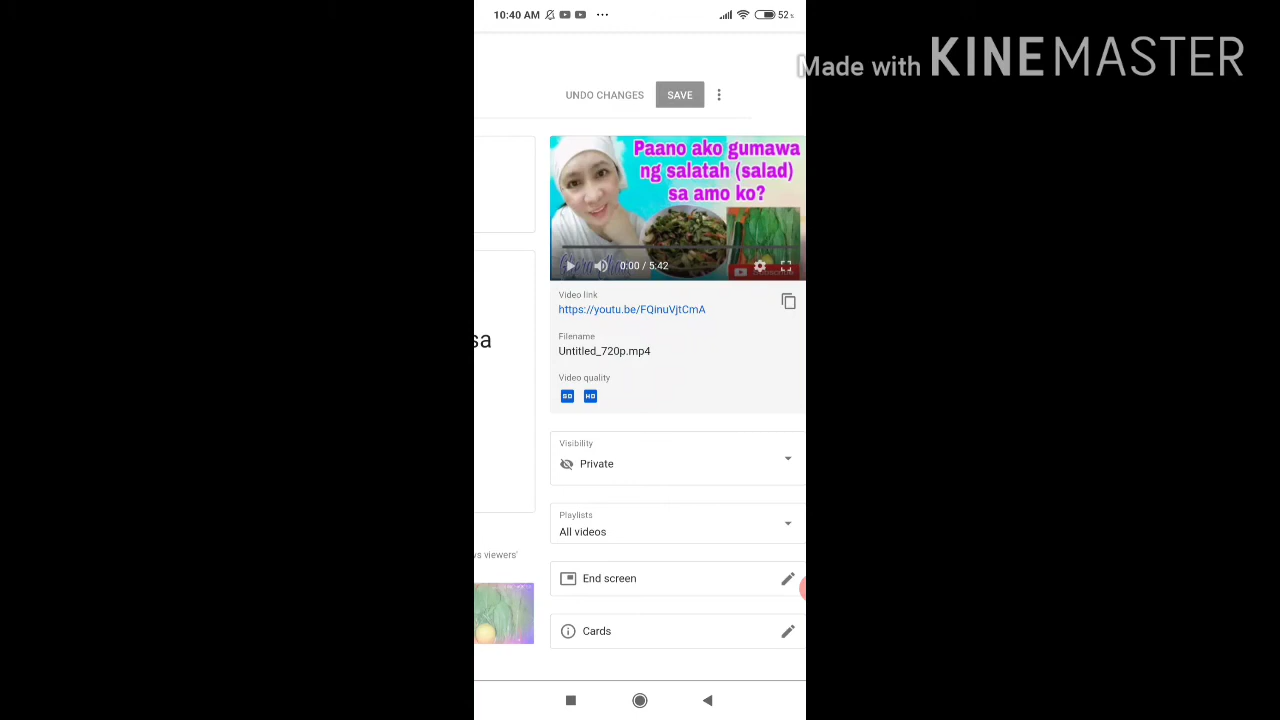 10:40 AM
52
Made with KINEMASTER
UNDO CHANGES
SAVE
Paano ako gumawa
ng salatah (salad)
sa amo ko?
0:00 / 5:42
Video link
https://youtu.be/FQinuVjtCmA
Filename
Untitled_720p.mp4
Video quality
SD HD
sa
Visibility
Private
Playlists
All videos
vs viewers'
End screen
Cards